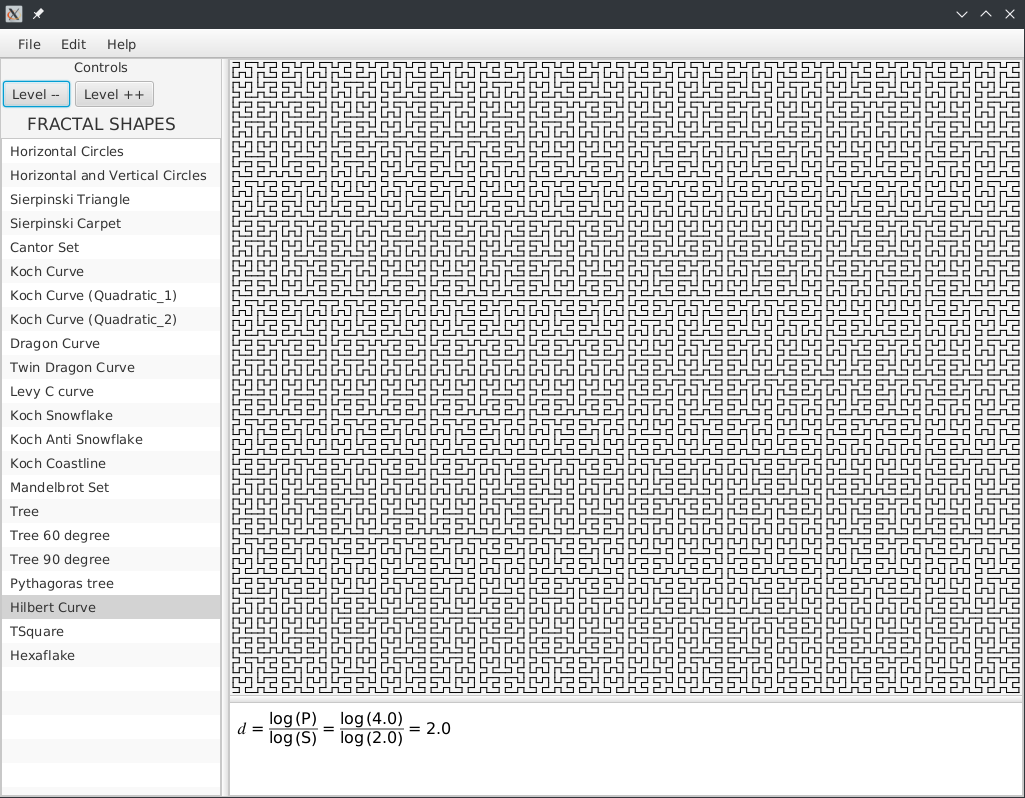 File Edit Help
Controls
Level -- Level ++
FRACTAL SHAPES
Horizontal Circles
Horizontal and Vertical Circles
Sierpinski Triangle
Sierpinski Carpet
Cantor Set
Koch Curve
Koch Curve (Quadratic_1)
Koch Curve (Quadratic_2)
Dragon Curve
Twin Dragon Curve
Levy C curve
Koch Snowflake
Koch Anti Snowflake
Koch Coastline
Mandelbrot Set
Tree
Tree 60 degree
Tree 90 degree
Pythagoras tree
Hilbert Curve
TSquare
Hexaflake
d = log(P)/log(S) = log(4.0)/log(2.0) = 2.0